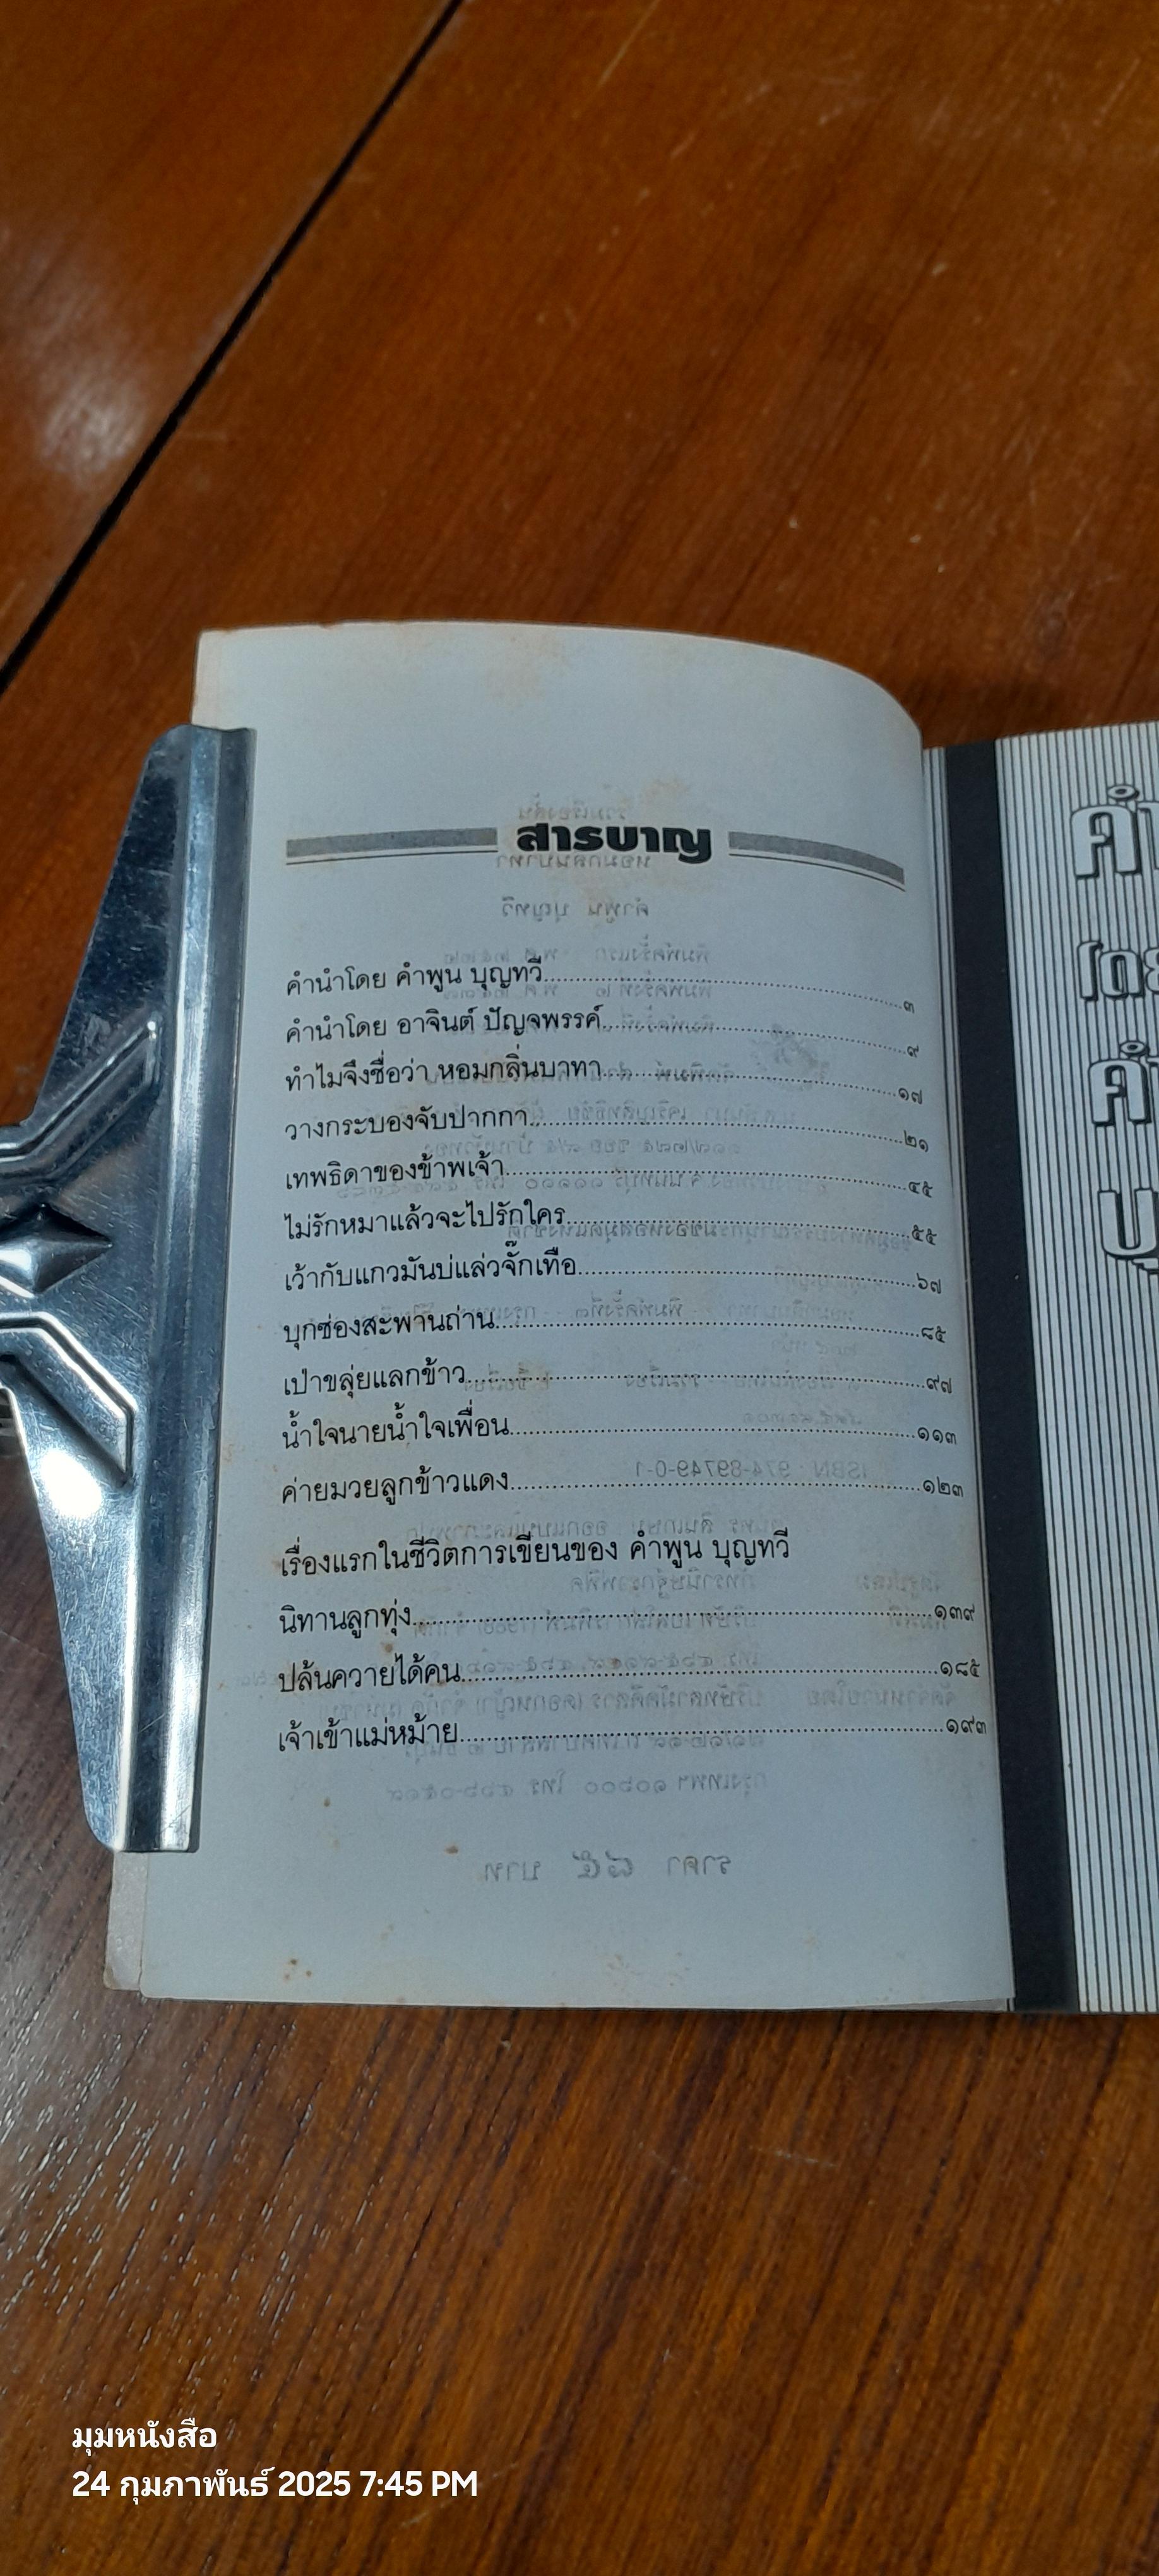 สารบาญ
คำนำโดย คำพูน บุญทวี ๓
คำนำโดย อาจินต์ ปัญจพรรค์ ๙
ทำไมจึงชื่อว่า หอมกลิ่นบาทา ๑๗
วางกระบองจับปากกา ๒๑
เทพธิดาของข้าพเจ้า ๔๕
ไม่รักหมาแล้วจะไปรักใคร ๕๕
เว้ากับแกวมันบ่แล่วจั๊กเทือ ๖๗
บุกซ่องสะพานถ่าน ๘๕
เป่าขลุ่ยแลกข้าว ๙๗
น้ำใจนายน้ำใจเพื่อน ๑๑๓
ค่ายมวยลูกข้าวแดง ๑๒๓
เรื่องแรกในชีวิตการเขียนของ คำพูน บุญทวี
นิทานลูกทุ่ง ๑๓๙
ปล้นควายได้คน ๑๘๕
เจ้าเข้าแม่หม้าย ๑๙๓
มุมหนังสือ
24 กุมภาพันธ์ 2025 7:45 PM